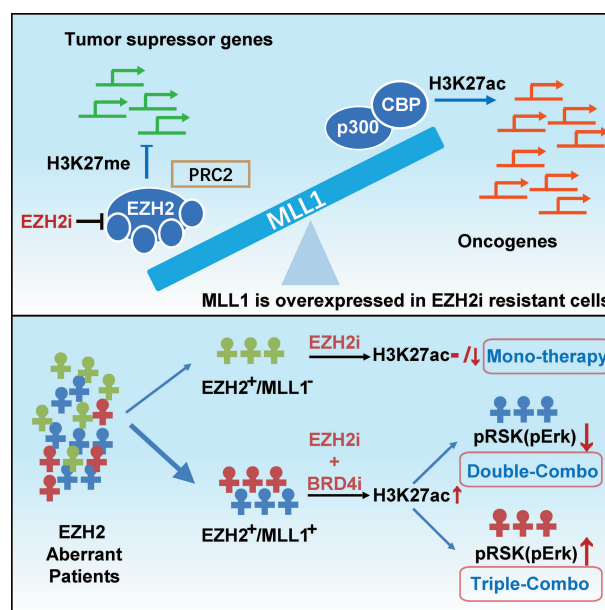 Tumor supressor genes
H3K27ac
CBP
p300
H3K27me
PRC2
EZH2
EZH2i
MLL1
Oncogenes
MLL1 is overexpressed in EZH2i resistant cells
EZH2i
H3K27ac - /↓ Mono-therapy
EZH2⁺/MLL1⁻
EZH2i
+
BRD4i
H3K27ac ↑
EZH2⁺/MLL1⁺
pRSK(pErk) ↓
Double-Combo
pRSK(pErk) ↑
Triple-Combo
EZH2
Aberrant
Patients